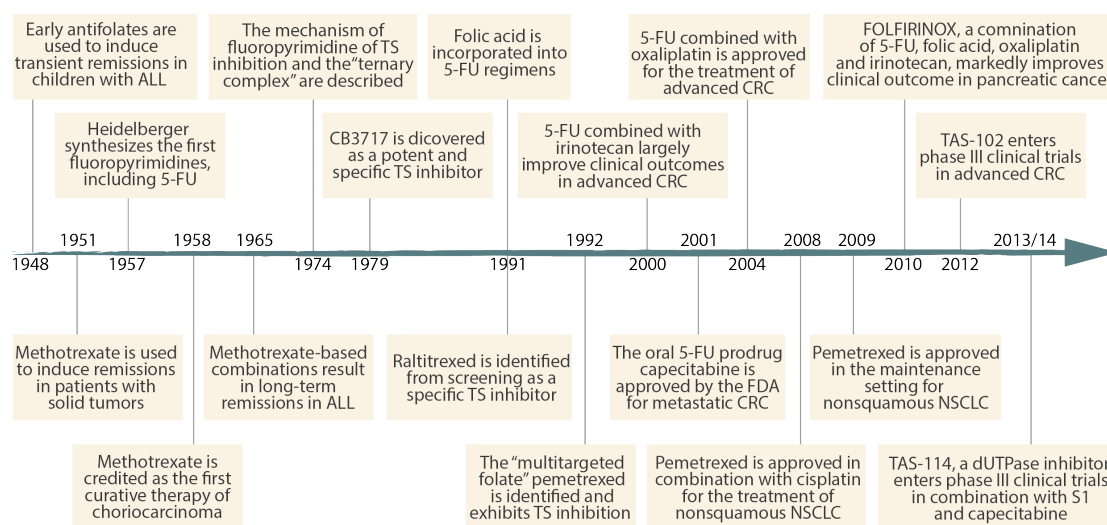 Early antifolates are
used to induce
transient remissions in
children with ALL
The mechanism of
fluoropyrimidine of TS
inhibition and the“ternary
complex” are described
Folic acid is
incorporated into
5-FU regimens
5-FU combined with
oxaliplatin is approved
for the treatment of
advanced CRC
FOLFIRINOX, a comnination
of 5-FU, folic acid, oxaliplatin
and irinotecan, markedly improves
clinical outcome in pancreatic cance
Heidelberger
synthesizes the first
fluoropyrimidines,
including 5-FU
CB3717 is dicovered
as a potent and
specific TS inhibitor
5-FU combined with
irinotecan largely
improve clinical outcomes
in advanced CRC
TAS-102 enters
phase III clinical trials
in advanced CRC
1951 1958 1965 1992 2001 2008 2009 2013/14
1948 1957 1974 1979 1991 2000 2004 2010 2012
Methotrexate is used
to induce remissions
in patients with
solid tumors
Methotrexate-based
combinations result
in long-term
remissions in ALL
Raltitrexed is identified
from screening as a
specific TS inhibitor
The oral 5-FU prodrug
capecitabine is
approved by the FDA
for metastatic CRC
Pemetrexed is approved
in the maintenance
setting for
nonsquamous NSCLC
Methotrexate is
credited as the first
curative therapy of
choriocarcinoma
The “multitargeted
folate” pemetrexed
is identified and
exhibits TS inhibition
Pemetrexed is approved in
combination with cisplatin
for the treatment of
nonsquamous NSCLC
TAS-114, a dUTPase inhibitor
enters phase III clinical trials
in combination with S1
and capecitabine